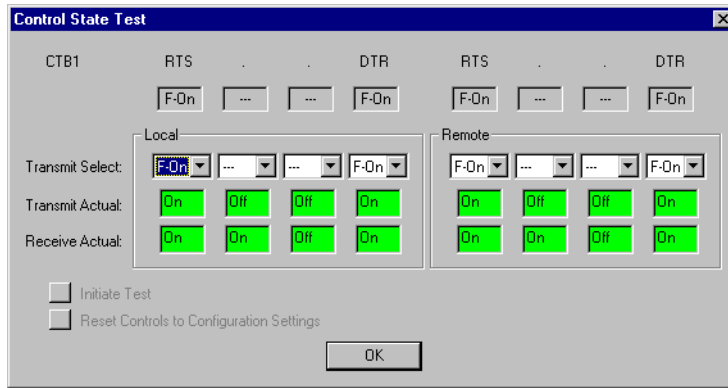 Control State Test
CTB1 RTS . . DTR RTS . . DTR
F-On --- --- F-On F-On --- --- F-On
Local Remote
Transmit Select: F-On --- --- F-On F-On --- --- F-On
Transmit Actual: On Off Off On On Off Off On
Receive Actual: On On Off On On On Off On
Initiate Test
Reset Controls to Configuration Settings
OK